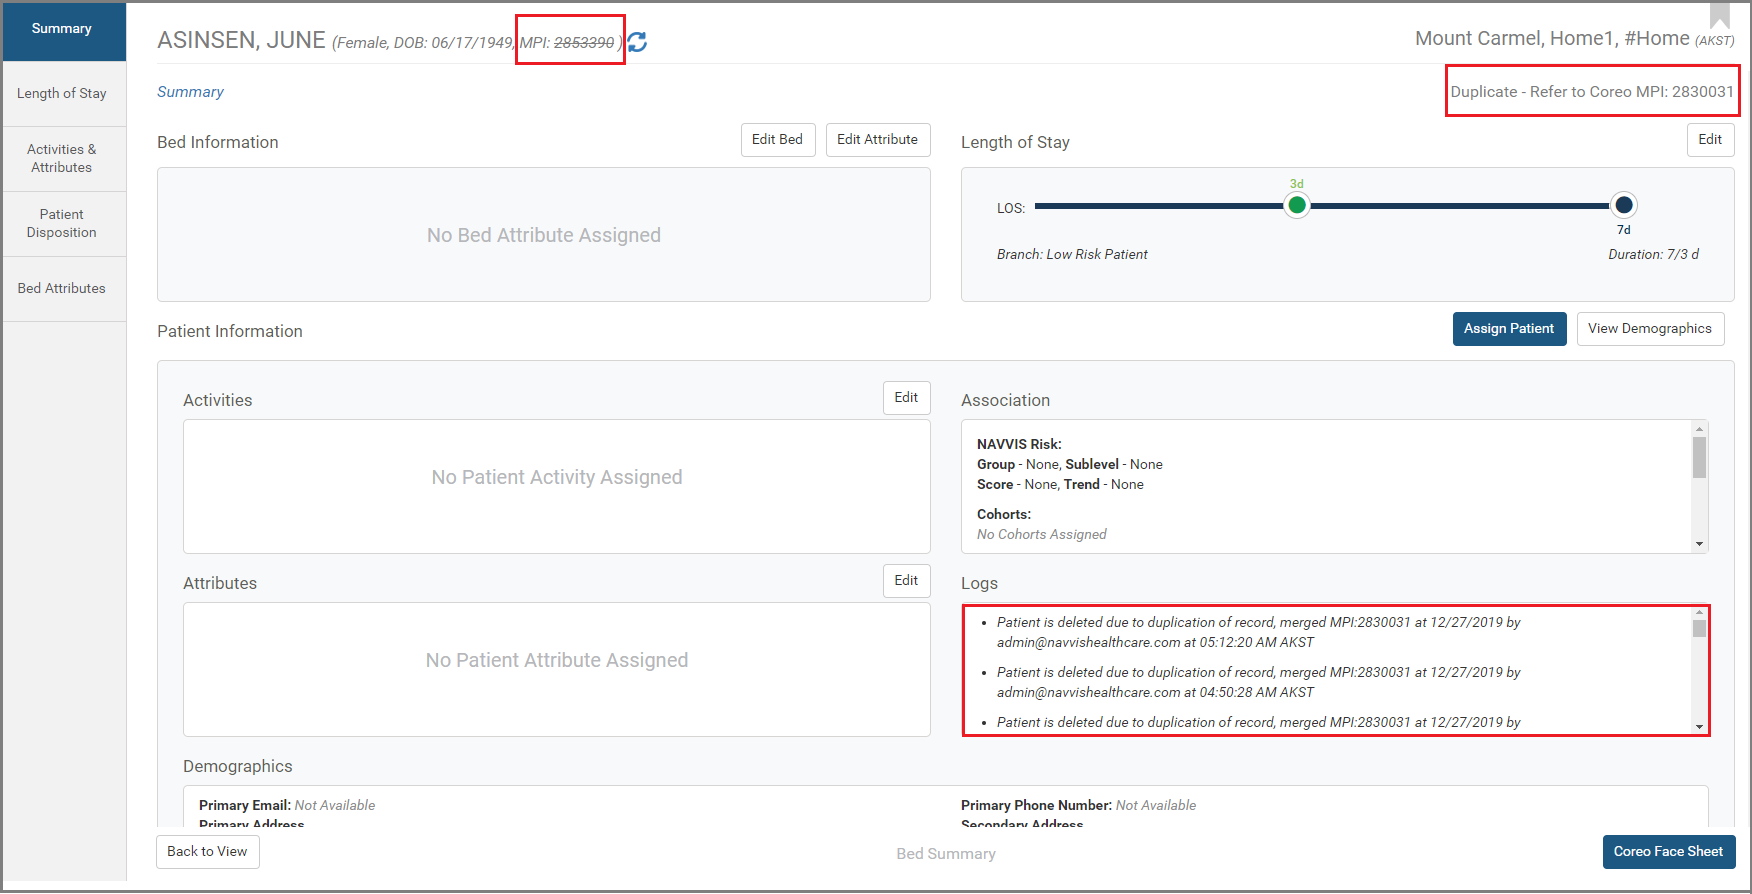 Summary
Length of Stay
Activities &
Attributes
Patient
Disposition
Bed Attributes
ASINSEN, JUNE (Female, DOB: 06/17/1949, MPI: 2853390 )
Mount Carmel, Home1, #Home (AKST)
Summary
Duplicate - Refer to Coreo MPI: 2830031
Bed Information
Edit Bed
Edit Attribute
No Bed Attribute Assigned
Length of Stay
Edit
3d
LOS:
7d
Branch: Low Risk Patient
Duration: 7/3 d
Patient Information
Assign Patient
View Demographics
Activities
Edit
No Patient Activity Assigned
Association
NAVVIS Risk:
Group - None, Sublevel - None
Score - None, Trend - None
Cohorts:
No Cohorts Assigned
Attributes
Edit
No Patient Attribute Assigned
Logs
Patient is deleted due to duplication of record, merged MPI:2830031 at 12/27/2019 by
admin@navvishealthcare.com at 05:12:20 AM AKST
Patient is deleted due to duplication of record, merged MPI:2830031 at 12/27/2019 by
admin@navvishealthcare.com at 04:50:28 AM AKST
Patient is deleted due to duplication of record, merged MPI:2830031 at 12/27/2019 by
Demographics
Primary Email: Not Available
Primary Phone Number: Not Available
Primary Address
Secondary Address
Back to View
Bed Summary
Coreo Face Sheet